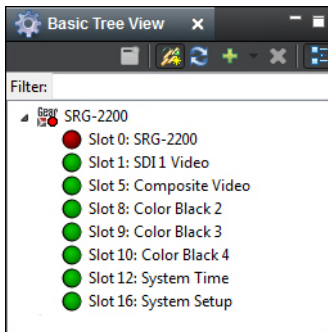 Basic Tree View
Filter:
Gear
SRG-2200
Slot 0: SRG-2200
Slot 1: SDI1 Video
Slot 5: Composite Video
Slot 8: Color Black 2
Slot 9: Color Black 3
Slot 10: Color Black 4
Slot 12: System Time
Slot 16: System Setup